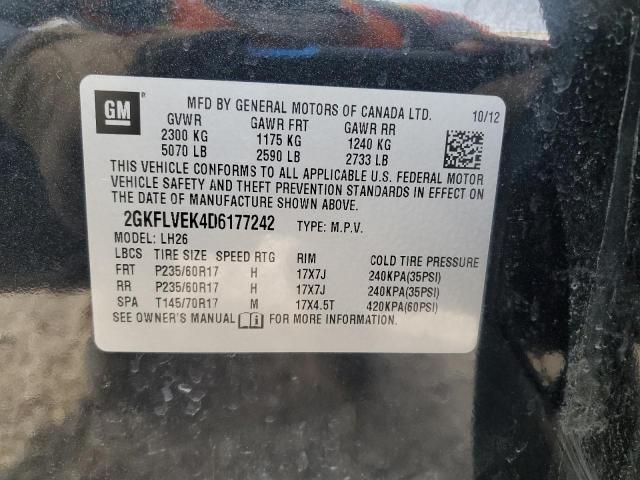 GM ®
MFD BY GENERAL MOTORS OF CANADA LTD. 10/12
GVWR GAWR FRT GAWR RR
2300 KG 1175 KG 1240 KG
5070 LB 2590 LB 2733 LB
THIS VEHICLE CONFORMS TO ALL APPLICABLE U.S. FEDERAL MOTOR
VEHICLE SAFETY AND THEFT PREVENTION STANDARDS IN EFFECT ON
THE DATE OF MANUFACTURE SHOWN ABOVE.
2GKFLVEK4D6177242 TYPE: M.P.V.
MODEL: LH26
LBCS TIRE SIZE SPEED RTG RIM COLD TIRE PRESSURE
FRT P235/60R17 H 17X7J 240KPA(35PSI)
RR P235/60R17 H 17X7J 240KPA(35PSI)
SPA T145/70R17 M 17X4.5T 420KPA(60PSI)
SEE OWNER'S MANUAL FOR MORE INFORMATION.